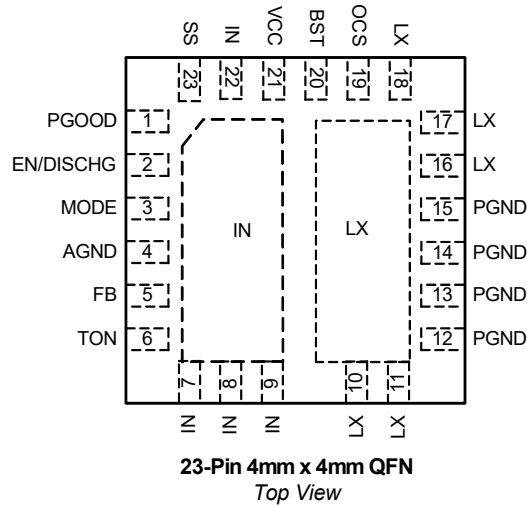 SS IN VCC BST OCS LX
23 22 21 20 19 18
PGOOD 1 17 LX
EN/DISCHG 2 16 LX
MODE 3 15 PGND
AGND 4 IN LX 14 PGND
FB 5 13 PGND
TON 6 12 PGND
7 8 9 10 11
IN IN IN LX LX
23-Pin 4mm x 4mm QFN
Top View